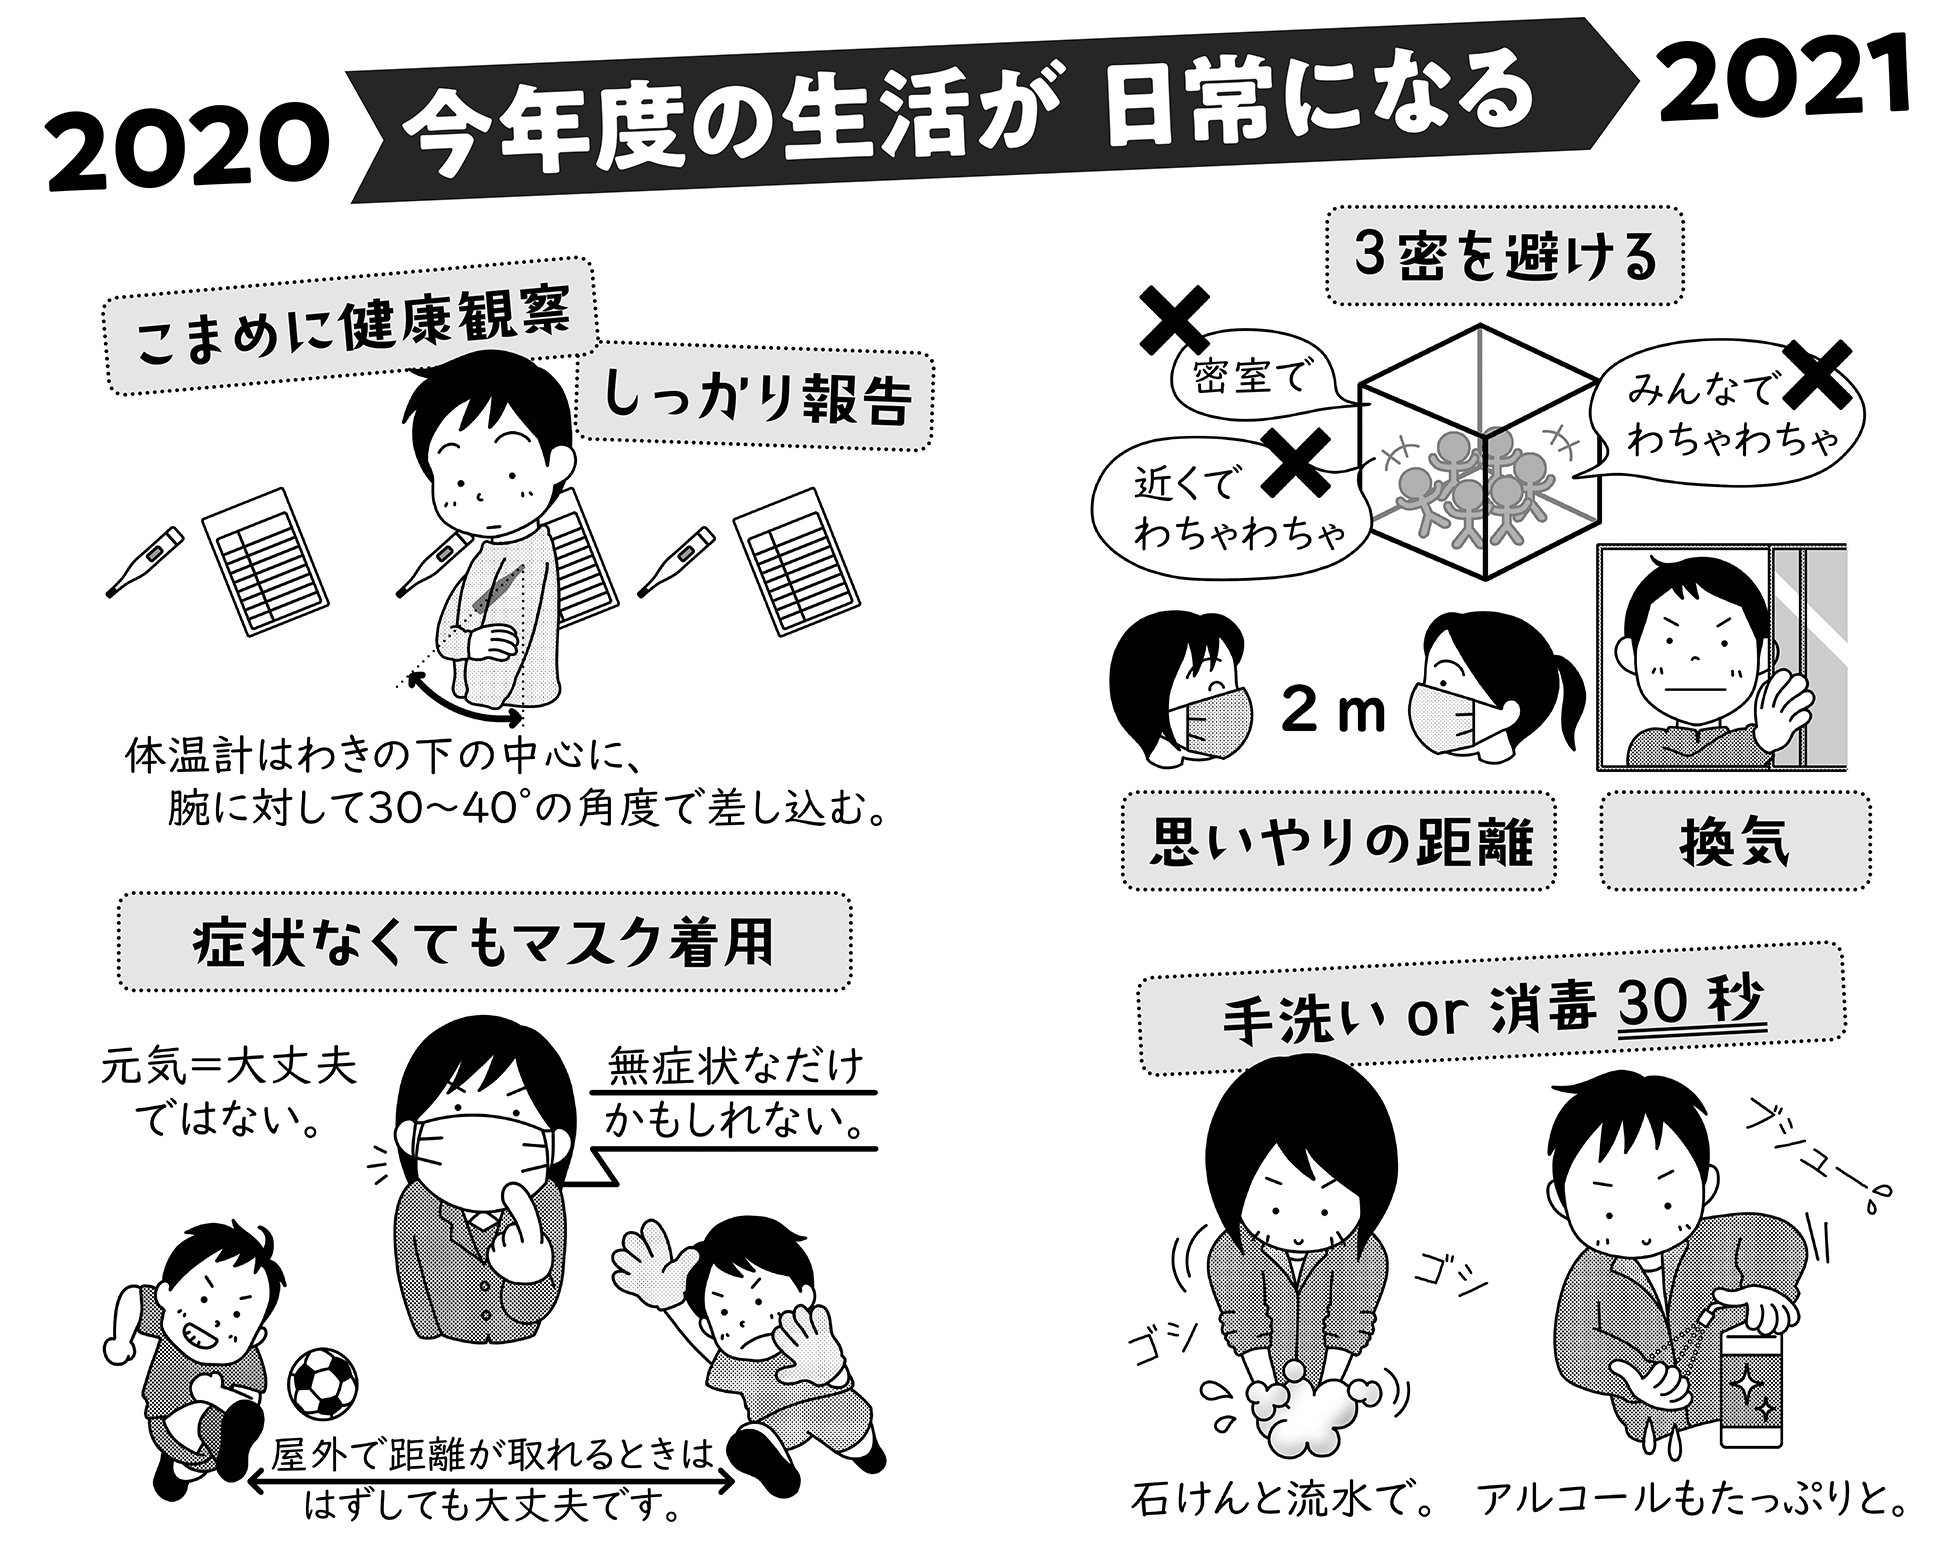 2020
今年度の生活が 日常になる
2021
こまめに健康観察
しっかり報告
体温計はわきの下の中心に、
腕に対して30〜40°の角度で差し込む。
症状なくてもマスク着用
元気＝大丈夫
ではない。
無症状なだけ
かもしれない。
屋外で距離が取れるときは
はずしても大丈夫です。
3密を避ける
密室で
みんなで
わちゃわちゃ
近くで
わちゃわちゃ
2m
思いやりの距離
換気
手洗い or 消毒 30 秒
ゴシ
ゴシ
ブシュー
石けんと流水で。
アルコールもたっぷりと。